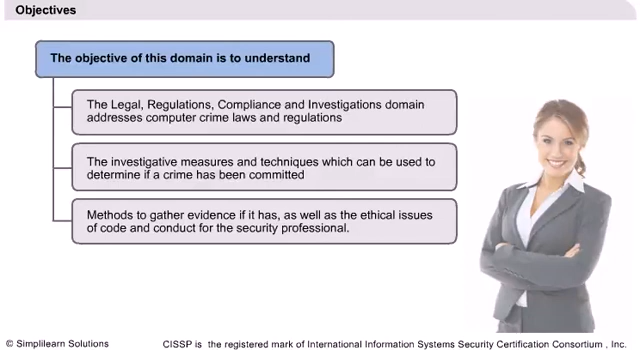 Objectives
The objective of this domain is to understand
The Legal, Regulations, Compliance and Investigations domain
addresses computer crime laws and regulations
The investigative measures and techniques which can be used to
determine if a crime has been committed
Methods to gather evidence if it has, as well as the ethical issues
of code and conduct for the security professional.
© Simplilearn Solutions
CISSP is the registered mark of International Information Systems Security Certification Consortium , Inc.